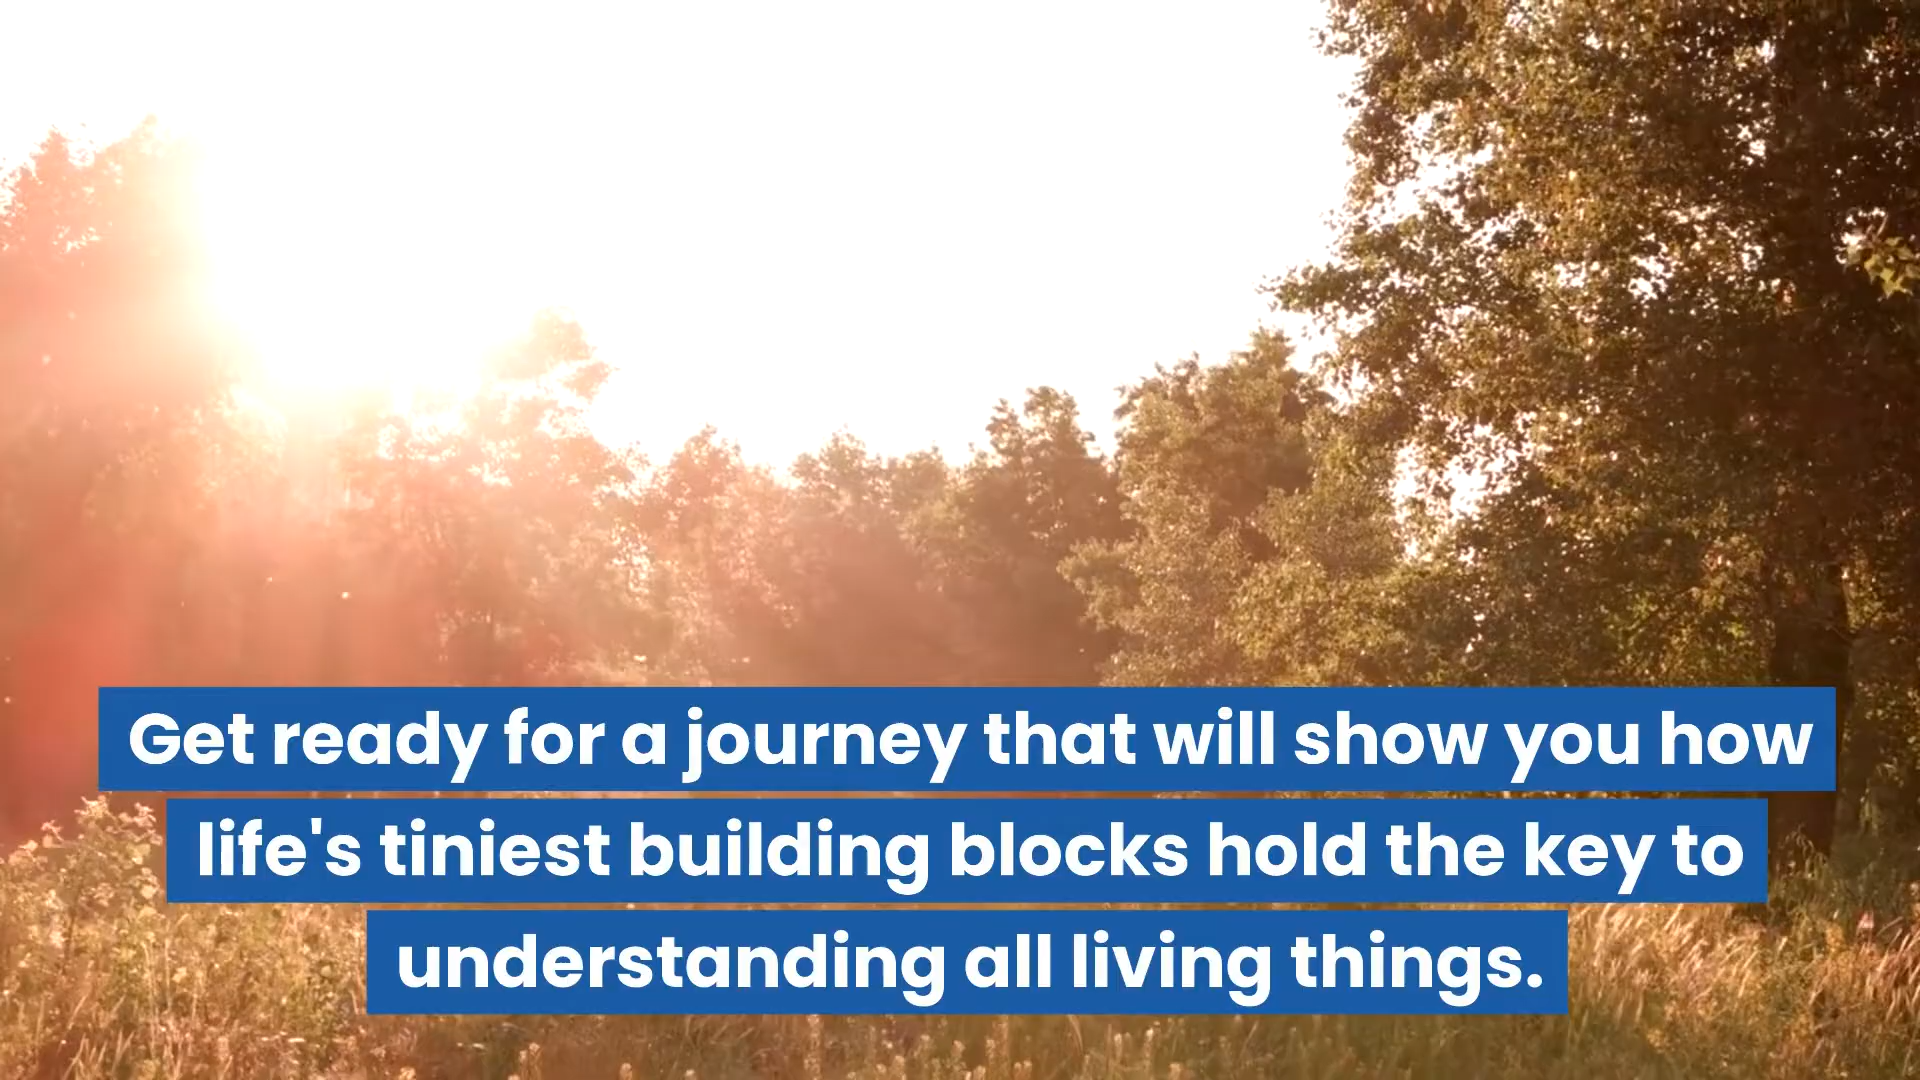 Get ready for a journey that will show you how
life's tiniest building blocks hold the key to
understanding all living things.